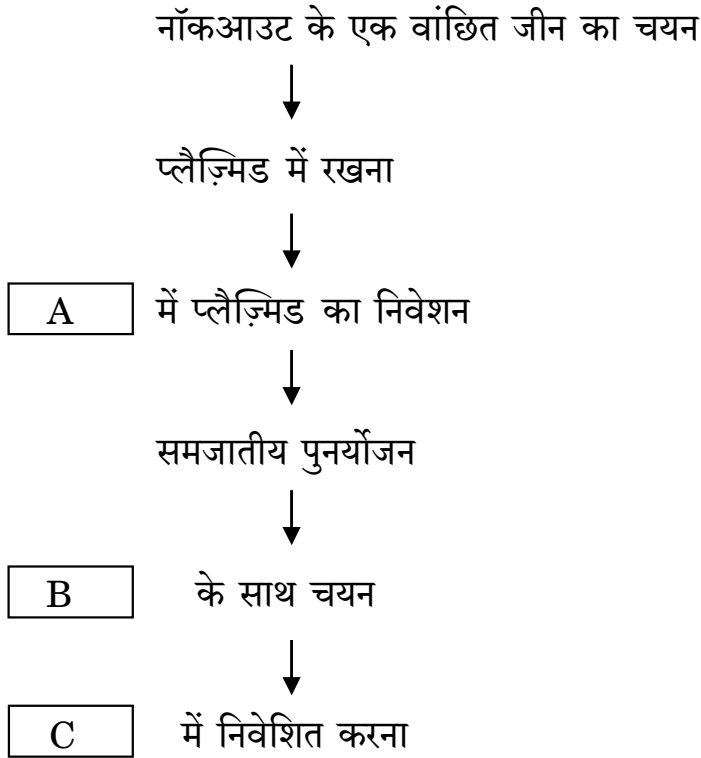 नॉकआउट के एक वांछित जीन का चयन
प्लैज़्मिड में रखना
A में प्लैज़्मिड का निवेशन
समजातीय पुनर्योजन
B के साथ चयन
C में निवेशित करना